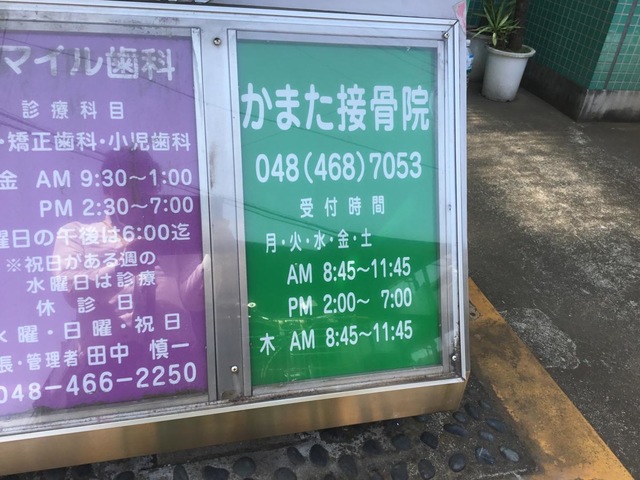 マイル歯科
診療科目
・矯正歯科・小児歯科
金 AM 9:30〜1:00
PM 2:30〜7:00
曜日の午後は6:00迄
※祝日がある週の
水曜日は診療
休診日
水曜・日曜・祝日
長・管理者 田中 慎一
048-466-2250
かまた接骨院
048(468)7053
受付時間
月・火・水・金・土
AM 8:45〜11:45
PM 2:00〜 7:00
木 AM 8:45〜11:45